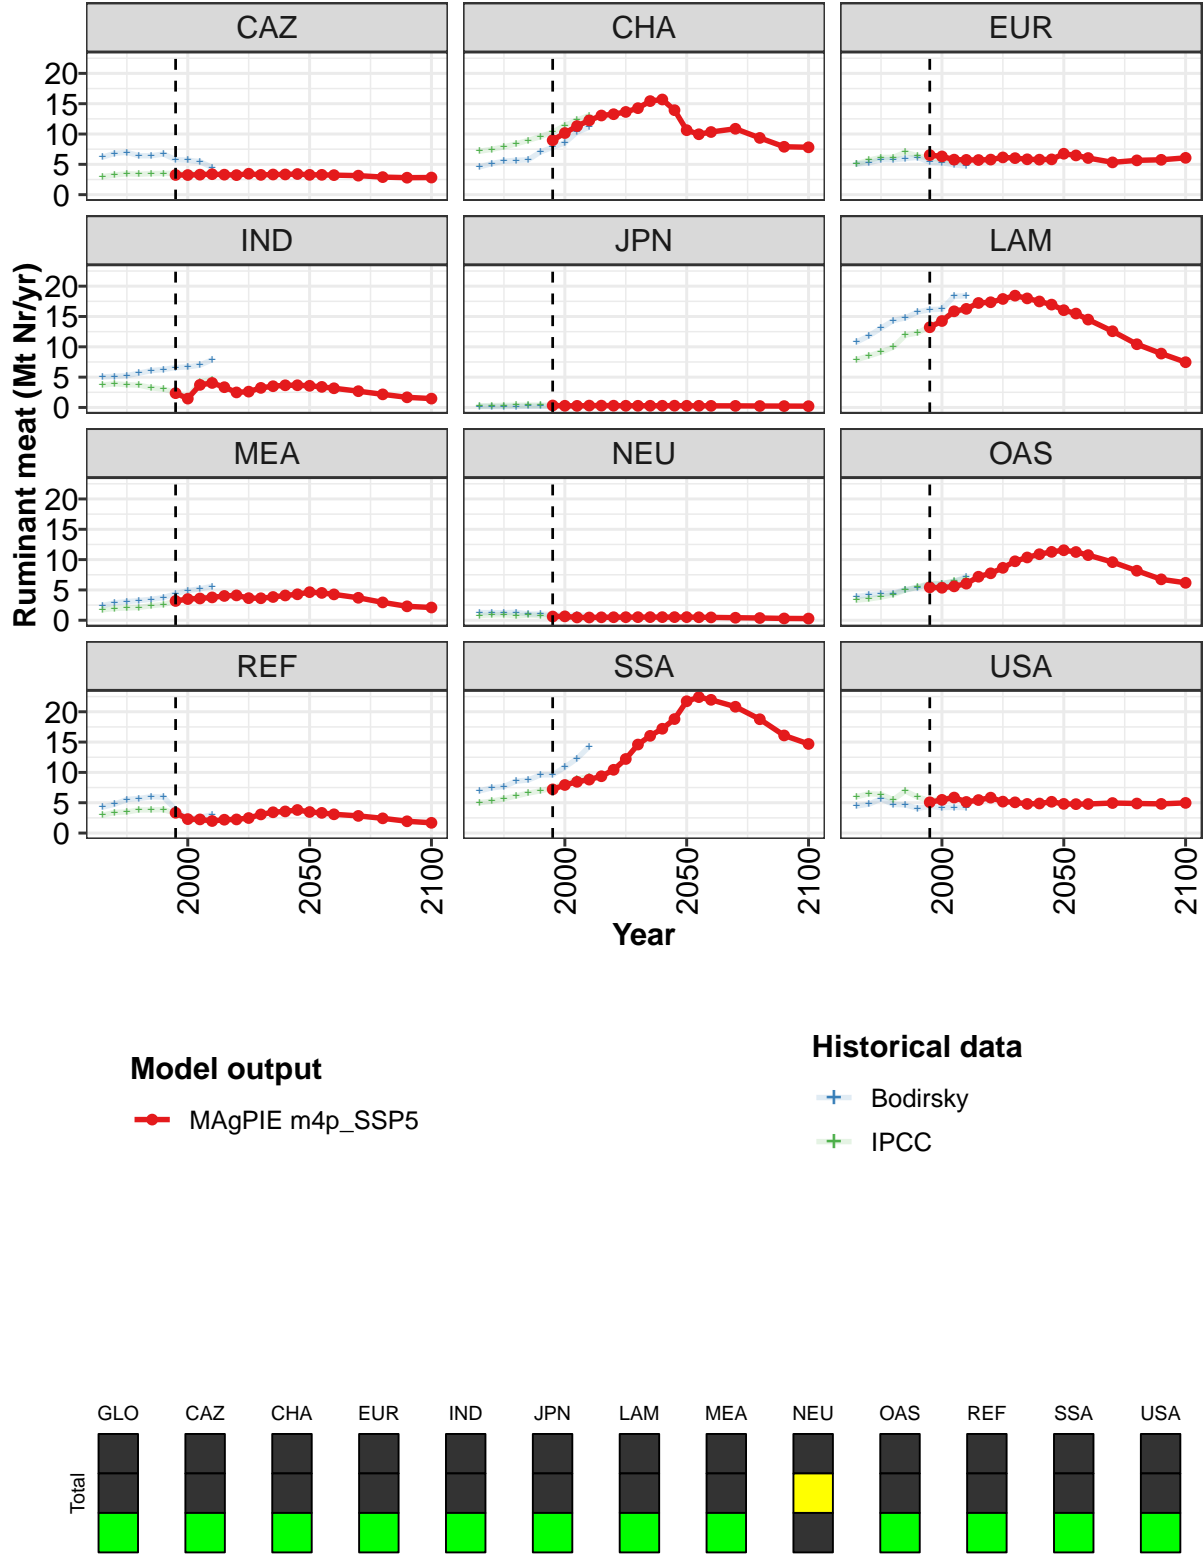 CAZ CHA EUR
20
15
10
5
0
IND JPN LAM
20
15
10
5
0
MEA NEU OAS
20
15
10
5
0
REF SSA USA
20
15
10
5
0
Ruminant meat (Mt Nr/yr)
2000 2050 2100 2000 2050 2100 2000 2050 2100
Year
Model output
MAgPIE m4p_SSP5
Historical data
Bodirsky
IPCC
GLO CAZ CHA EUR IND JPN LAM MEA NEU OAS REF SSA USA
Total